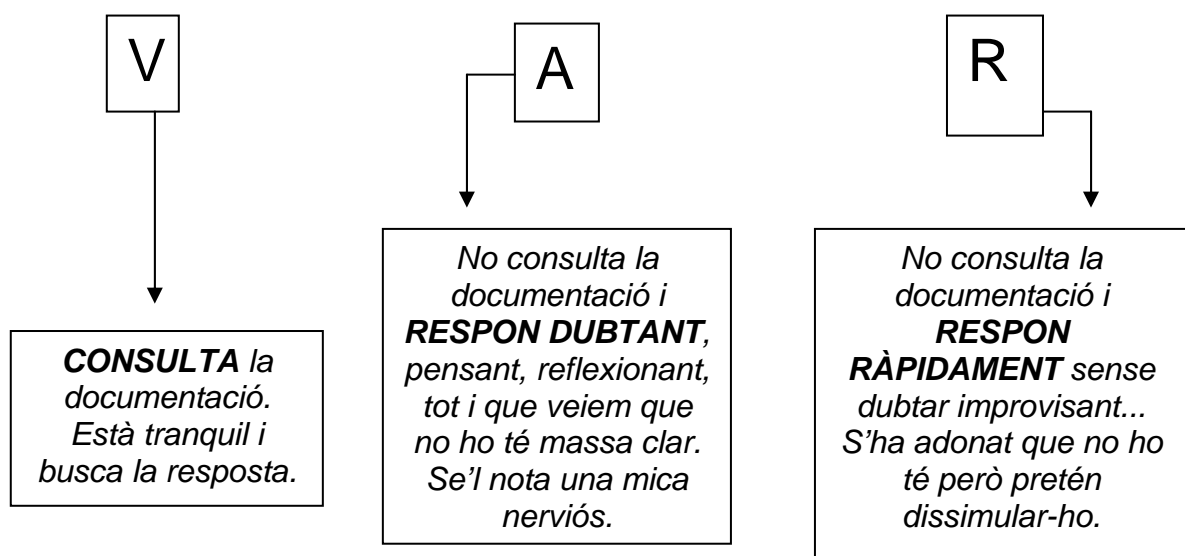 V
CONSULTA la
documentació.
Està tranquil i
busca la resposta.
A
No consulta la
documentació i
RESPON DUBTANT,
pensant, reflexionant,
tot i que veiem que
no ho té massa clar.
Se’l nota una mica
nerviós.
R
No consulta la
documentació i
RESPON
RÀPIDAMENT sense
dubtar improvisant...
S’ha adonat que no ho
té però pretén
dissimular-ho.